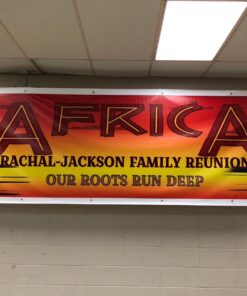 AFRICA
RACHAL-JACKSON FAMILY REUNION
OUR ROOTS RUN DEEP